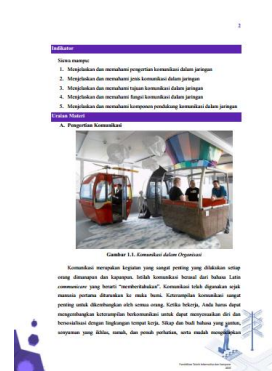 2
Indikator
Siswa mampu:
1. Menjelaskan dan memahami pengertian komunikasi dalam jaringan
2. Menjelaskan dan memahami jenis komunikasi dalam jaringan
3. Menjelaskan dan memahami tujuan komunikasi dalam jaringan
4. Menjelaskan dan memahami fungsi komunikasi dalam jaringan
5. Menjelaskan dan memahami komponen pendukung komunikasi dalam jaringan
Uraian Materi
A. Pengertian Komunikasi
Gambar 1.1. Komunikasi dalam Organisasi
Komunikasi merupakan kegiatan yang sangat penting yang dilakukan setiap
orang dimanapun dan kapanpun. Istilah komunikasi berasal dari bahasa Latin
communicare yang berarti "memberitahukan". Komunikasi telah digunakan sejak
manusia pertama diturunkan ke muka bumi. Keterampilan komunikasi sangat
penting untuk dikembangkan oleh semua orang. Ketika bekerja, Anda harus dapat
mengembangkan keterampilan berkomunikasi untuk dapat menyesuaikan diri dan
bersosialisasi dengan lingkungan tempat kerja. Sikap dan budi bahasa yang santun,
senyuman yang ikhlas, ramah, dan penuh perhatian, serta mudah mengucapkan